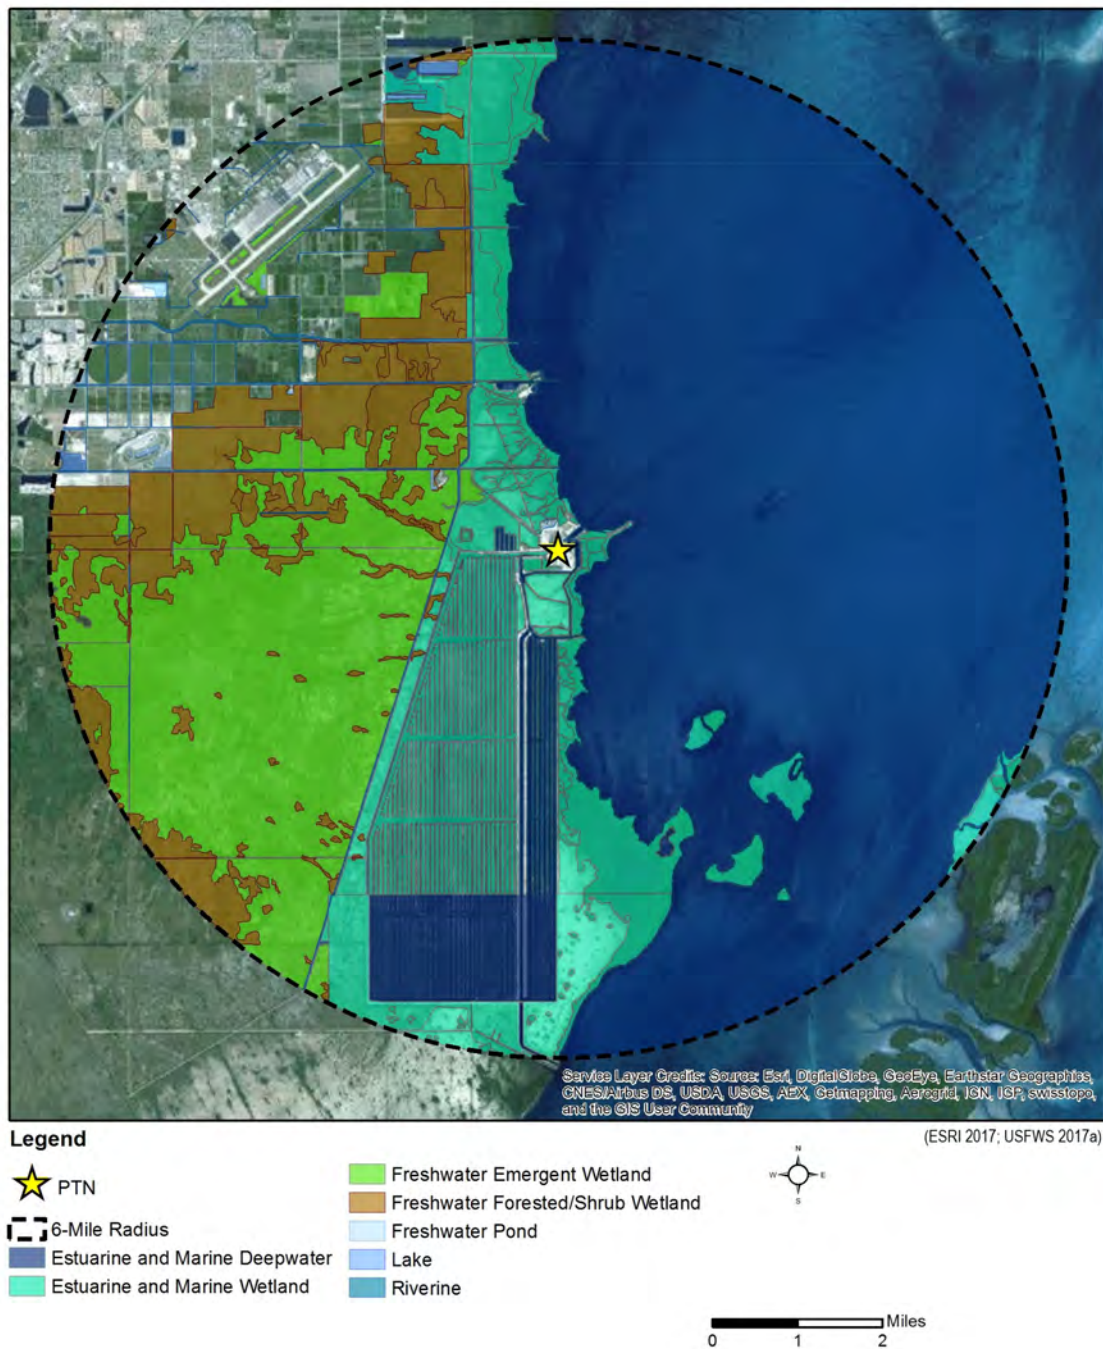 Service Layer Credits: Source: Esri, DigitalGlobe, GeoEye, Earthstar Geographics,
CNES/Airbus DS, USDA, USGS, AEX, Getmapping, Aerogrid, IGN, IGP, swisstopo,
and the GIS User Community
Legend
(ESRI 2017; USFWS 2017a)
PTN
6-Mile Radius
Estuarine and Marine Deepwater
Estuarine and Marine Wetland
Freshwater Emergent Wetland
Freshwater Forested/Shrub Wetland
Freshwater Pond
Lake
Riverine
N
W E
S
Miles
0 1 2